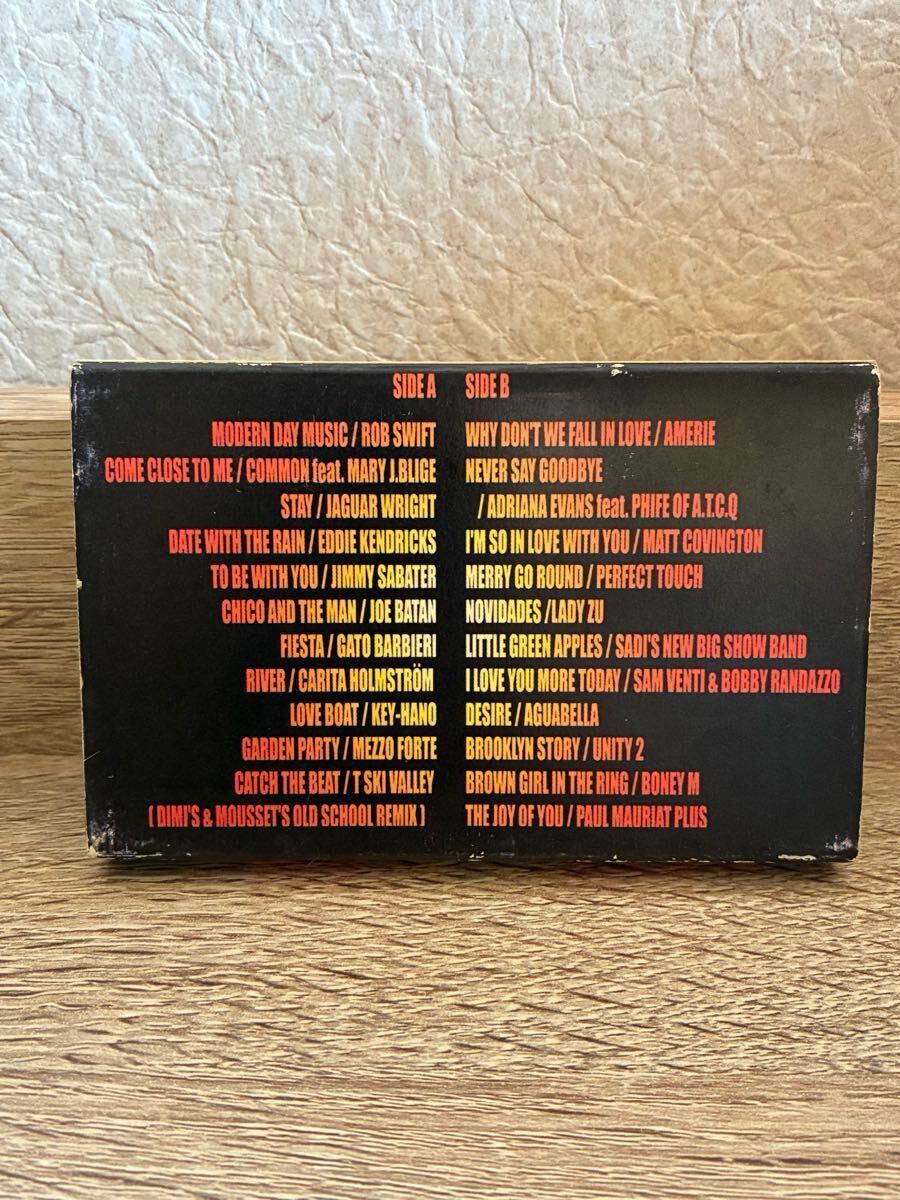 SIDE A
MODERN DAY MUSIC / ROB SWIFT
COME CLOSE TO ME / COMMON feat. MARY J.BLIGE
STAY / JAGUAR WRIGHT
DATE WITH THE RAIN / EDDIE KENDRICKS
TO BE WITH YOU / JIMMY SABATER
CHICO AND THE MAN / JOE BATAN
FIESTA / GATO BARBIERI
RIVER / CARITA HOLMSTRÖM
LOVE BOAT / KEY-HANO
GARDEN PARTY / MEZZO FORTE
CATCH THE BEAT / T SKI VALLEY
( DIMI'S & MOUSSET'S OLD SCHOOL REMIX )
SIDE B
WHY DON'T WE FALL IN LOVE / AMERIE
NEVER SAY GOODBYE
/ ADRIANA EVANS feat. PHIFE OF A.T.C.Q
I'M SO IN LOVE WITH YOU / MATT COVINGTON
MERRY GO ROUND / PERFECT TOUCH
NOVIDADES /LADY ZU
LITTLE GREEN APPLES / SADI'S NEW BIG SHOW BAND
I LOVE YOU MORE TODAY / SAM VENTI & BOBBY RANDAZZO
DESIRE / AGUABELLA
BROOKLYN STORY / UNITY 2
BROWN GIRL IN THE RING / BONEY M
THE JOY OF YOU / PAUL MAURIAT PLUS